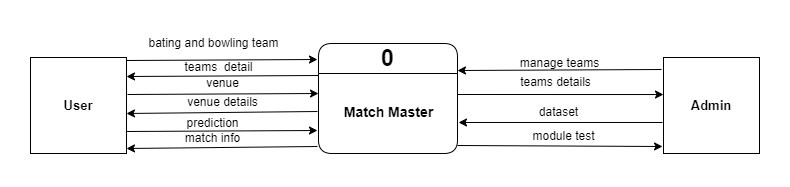 bating and bowling team
teams detail
venue
venue details
prediction
match info
User
0
Match Master
manage teams
teams details
dataset
module test
Admin